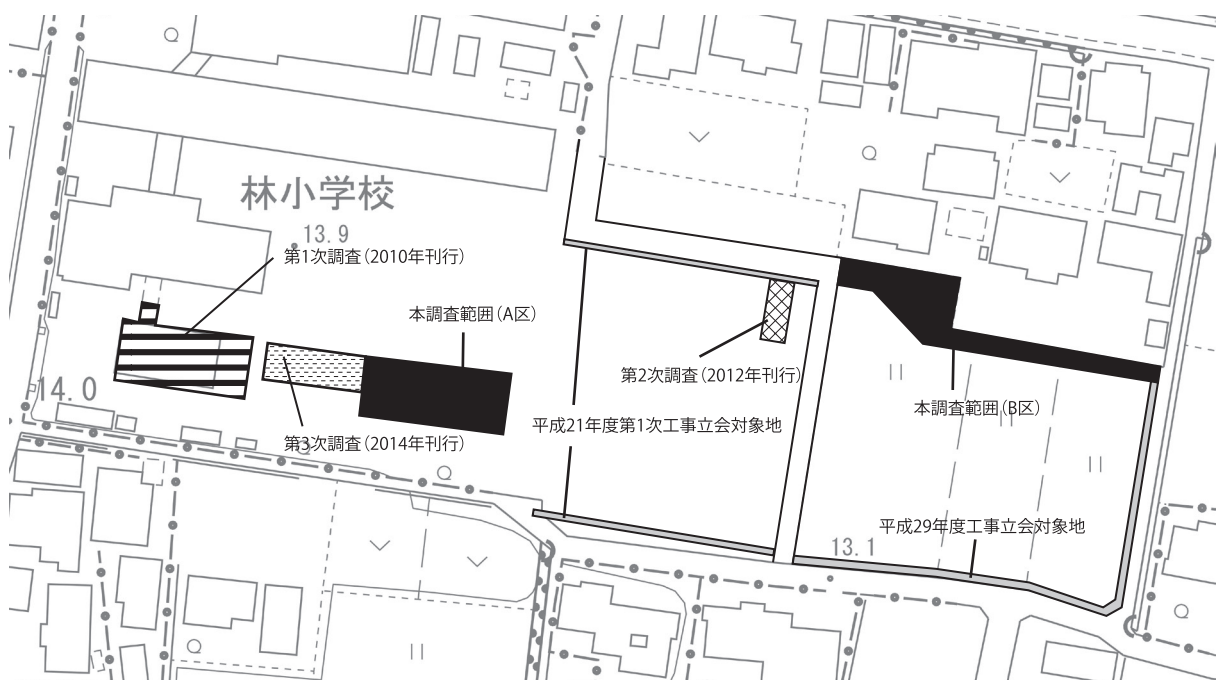 林小学校
13.9
第1次調査(2010年刊行)
本調査範囲(A区)
第2次調査(2012年刊行)
14.0
本調査範囲(B区)
平成21年度第1次工事立会対象地
第3次調査(2014年刊行)
平成29年度工事立会対象地
13.1